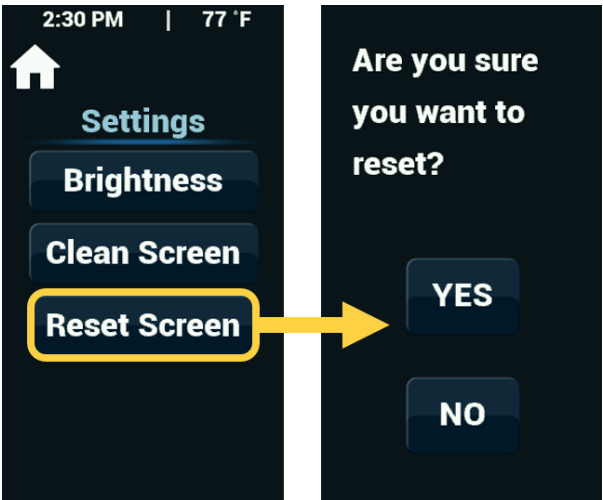 2:30 PM | 77 °F
Settings
Brightness
Clean Screen
Reset Screen
Are you sure
you want to
reset?
YES
NO